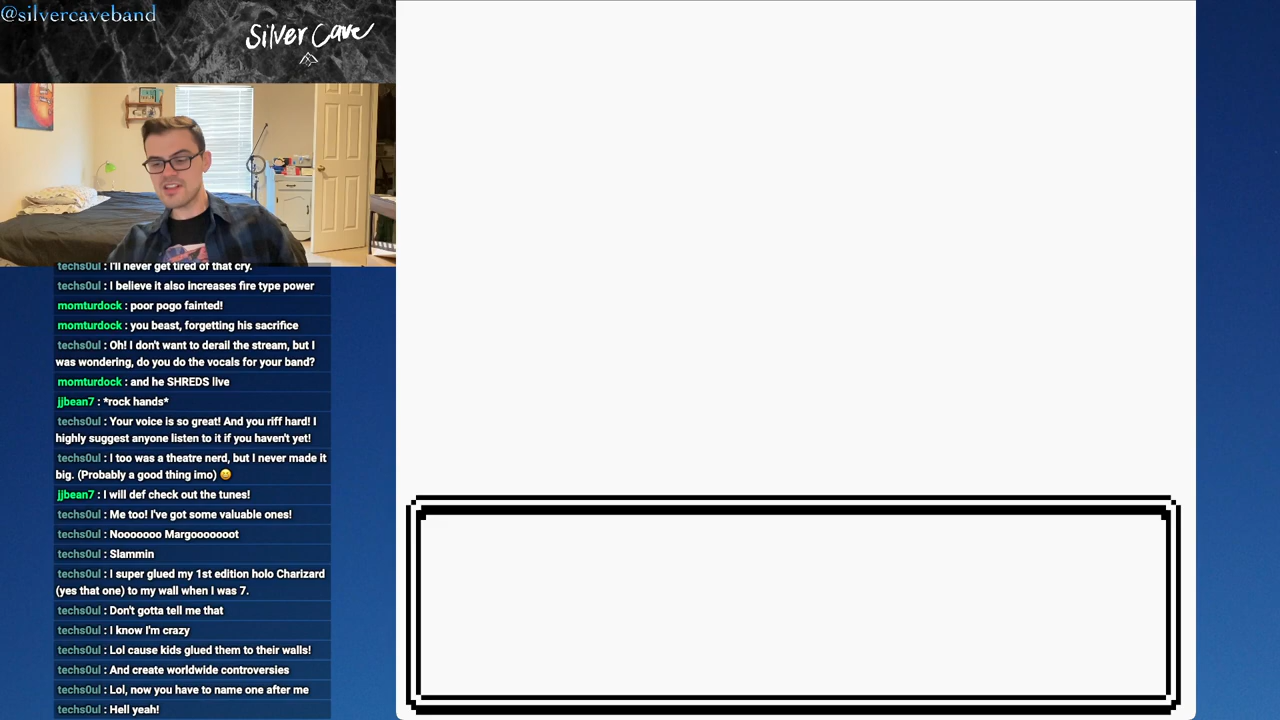 @silvercaveband
Silver Cave
techs0ul : I'll never get tired of that cry.
techs0ul : I believe it also increases fire type power
momturdock : poor pogo fainted!
momturdock : you beast, forgetting his sacrifice
techs0ul : Oh! I don't want to derail the stream, but I
was wondering, do you do the vocals for your band?
momturdock : and he SHREDS live
jjbean7 : *rock hands*
techs0ul : Your voice is so great! And you riff hard! I
highly suggest anyone listen to it if you haven't yet!
techs0ul : I too was a theatre nerd, but I never made it
big. (Probably a good thing imo) 😀
jjbean7 : I will def check out the tunes!
techs0ul : Me too! I've got some valuable ones!
techs0ul : Nooooooo Margooooooot
techs0ul : Slammin
techs0ul : I super glued my 1st edition holo Charizard
(yes that one) to my wall when I was 7.
techs0ul : Don't gotta tell me that
techs0ul : I know I'm crazy
techs0ul : Lol cause kids glued them to their walls!
techs0ul : And create worldwide controversies
techs0ul : Lol, now you have to name one after me
techs0ul : Hell yeah!